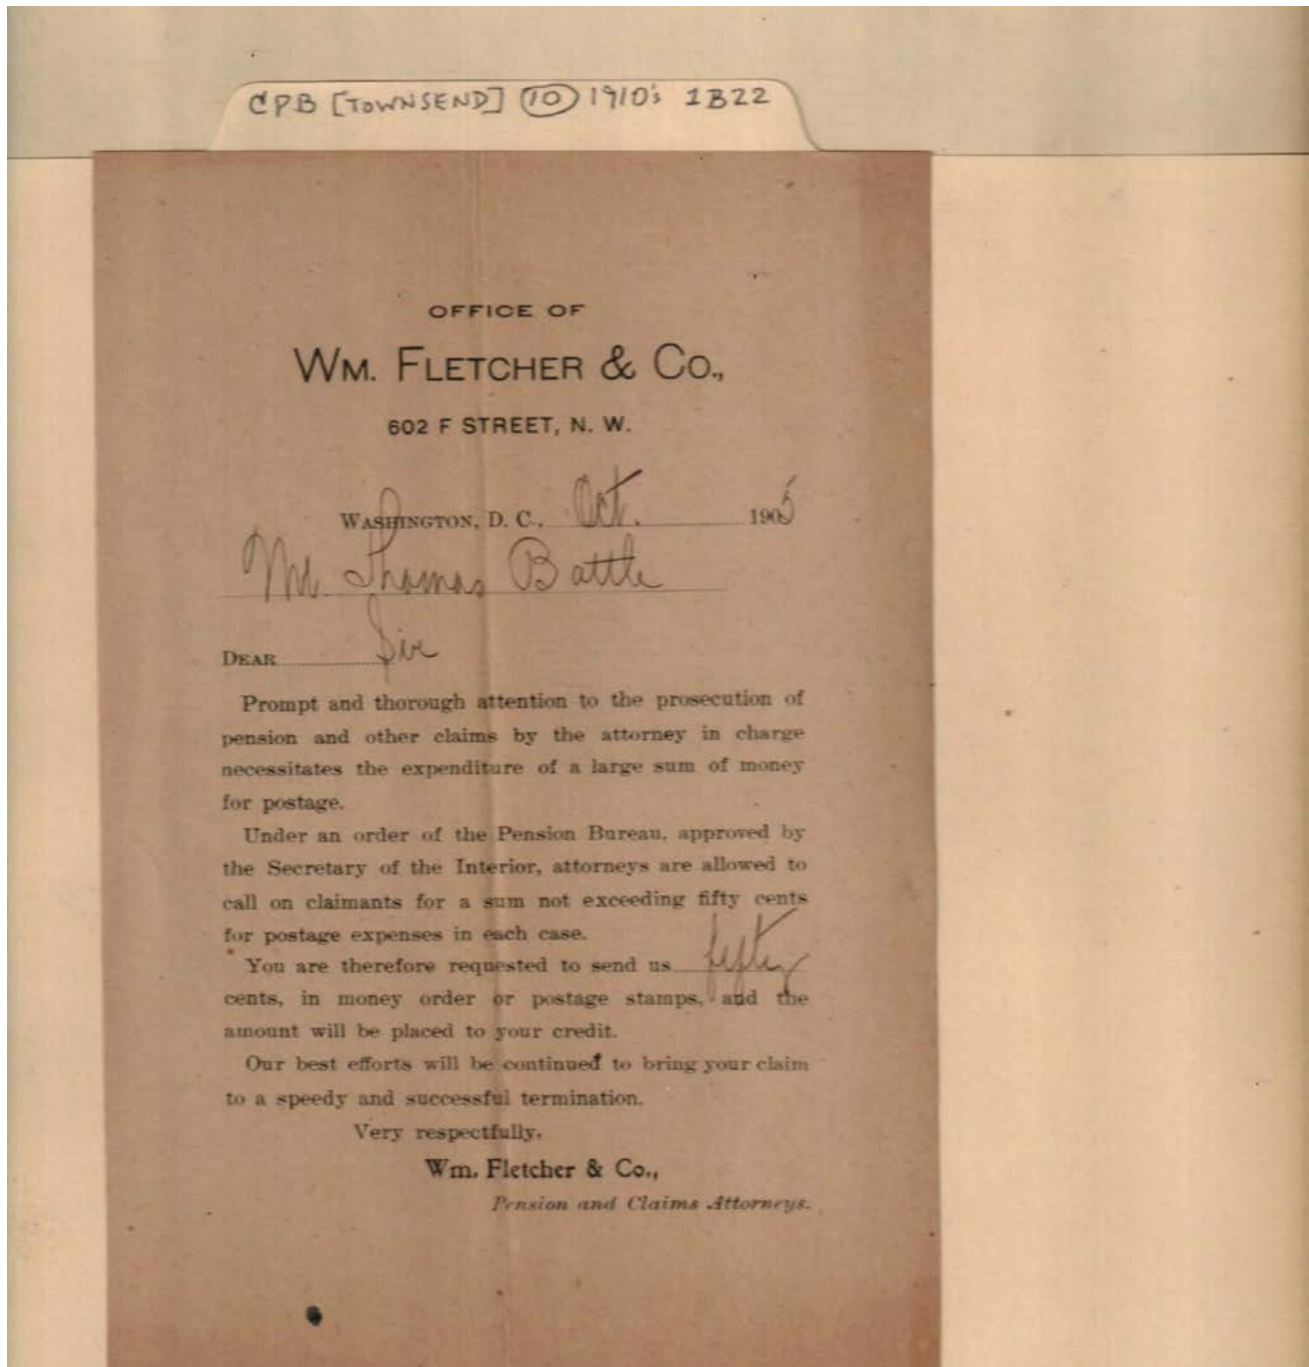 CPB [TOWNSEND] 10 1910's 1B22
OFFICE OF
WM. FLETCHER & CO.,
602 F STREET, N. W.
WASHINGTON, D. C., Oct. 1905
Mr. Thomas Battle
DEAR Sir
Prompt and thorough attention to the prosecution of
pension and other claims by the attorney in charge
necessitates the expenditure of a large sum of money
for postage.
Under an order of the Pension Bureau, approved by
the Secretary of the Interior, attorneys are allowed to
call on claimants for a sum not exceeding fifty cents
for postage expenses in each case.
You are therefore requested to send us fifty
cents, in money order or postage stamps, and the
amount will be placed to your credit.
Our best efforts will be continued to bring your claim
to a speedy and successful termination.
Very respectfully,
Wm. Fletcher & Co.,
Pension and Claims Attorneys.